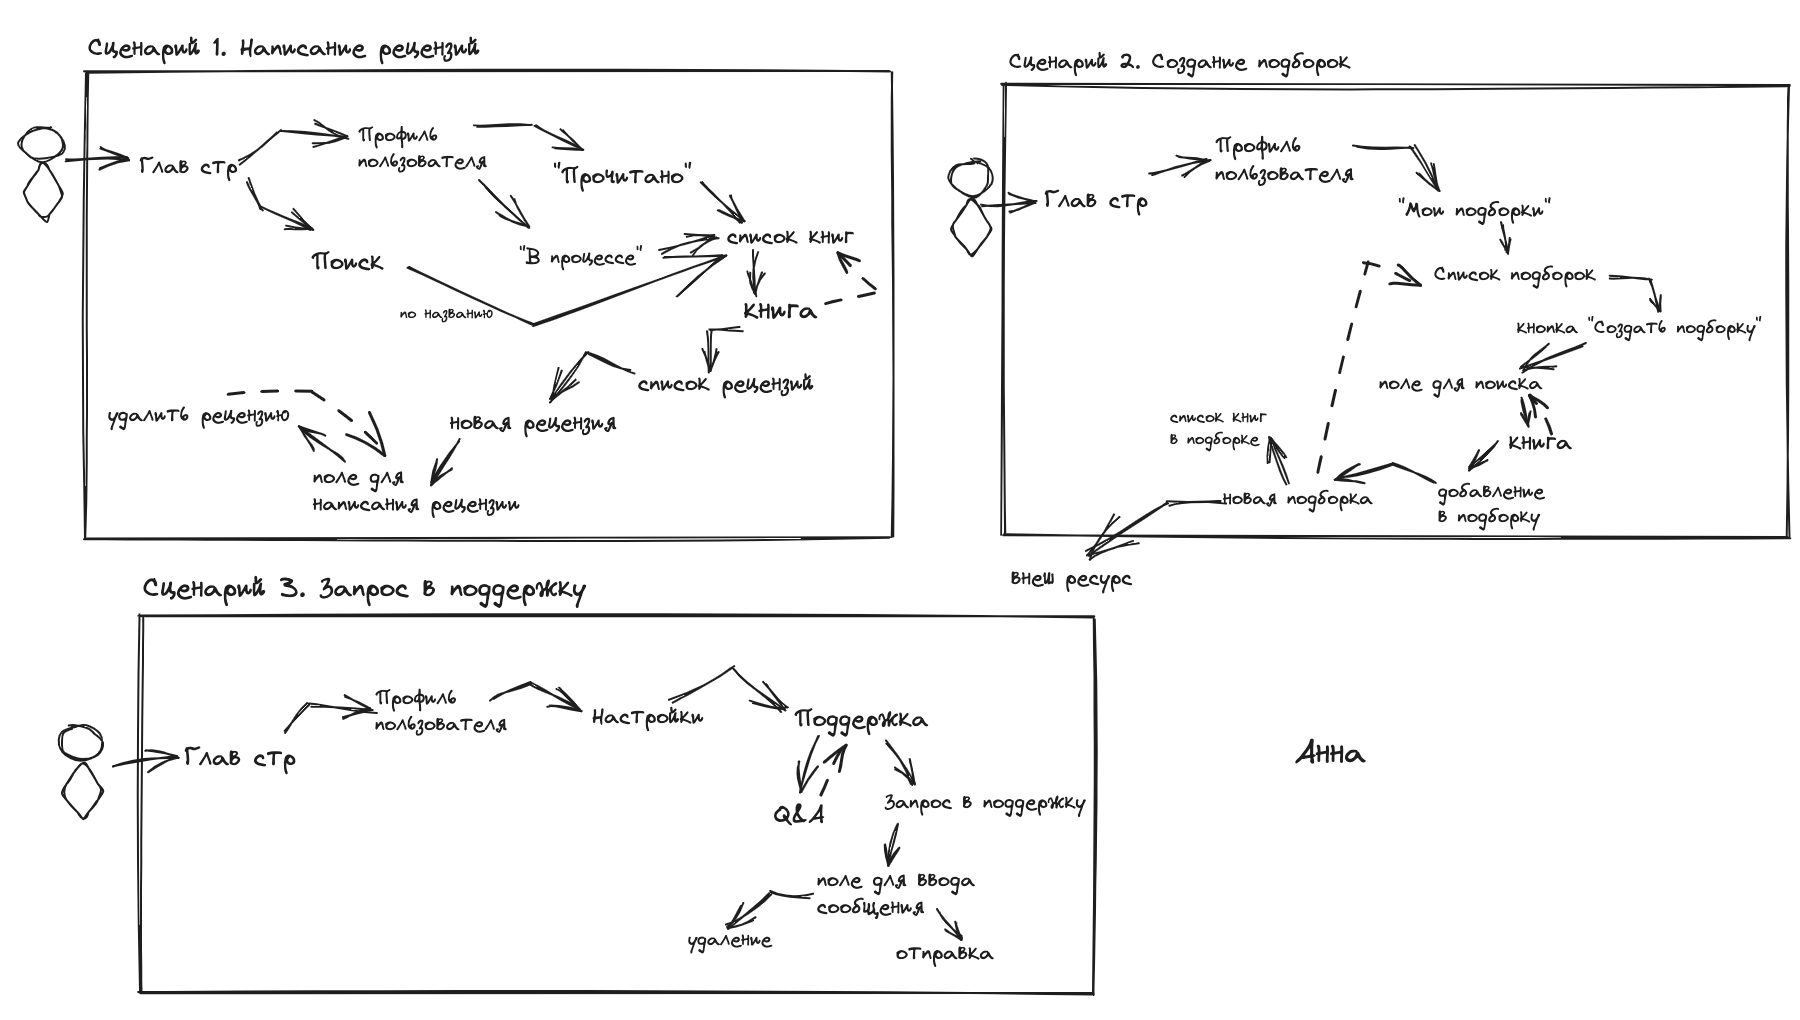 Сценарий 1. Написание рецензий
Глав стр
Профиль
пользователя
"Прочитано"
Поиск
по названию
"В процессе"
список книг
книга
список рецензий
новая рецензия
удалить рецензию
поле для
написания рецензии
Сценарий 2. Создание подборок
Глав стр
Профиль
пользователя
"Мои подборки"
Список подборок
кнопка "Создать подборку"
поле для поиска
книга
добавление
в подборку
новая подборка
список книг
в подборке
внеш ресурс
Сценарий 3. Запрос в поддержку
Глав стр
Профиль
пользователя
Настройки
Поддержка
Q&A
Запрос в поддержку
поле для ввода
сообщения
удаление
отправка
Анна